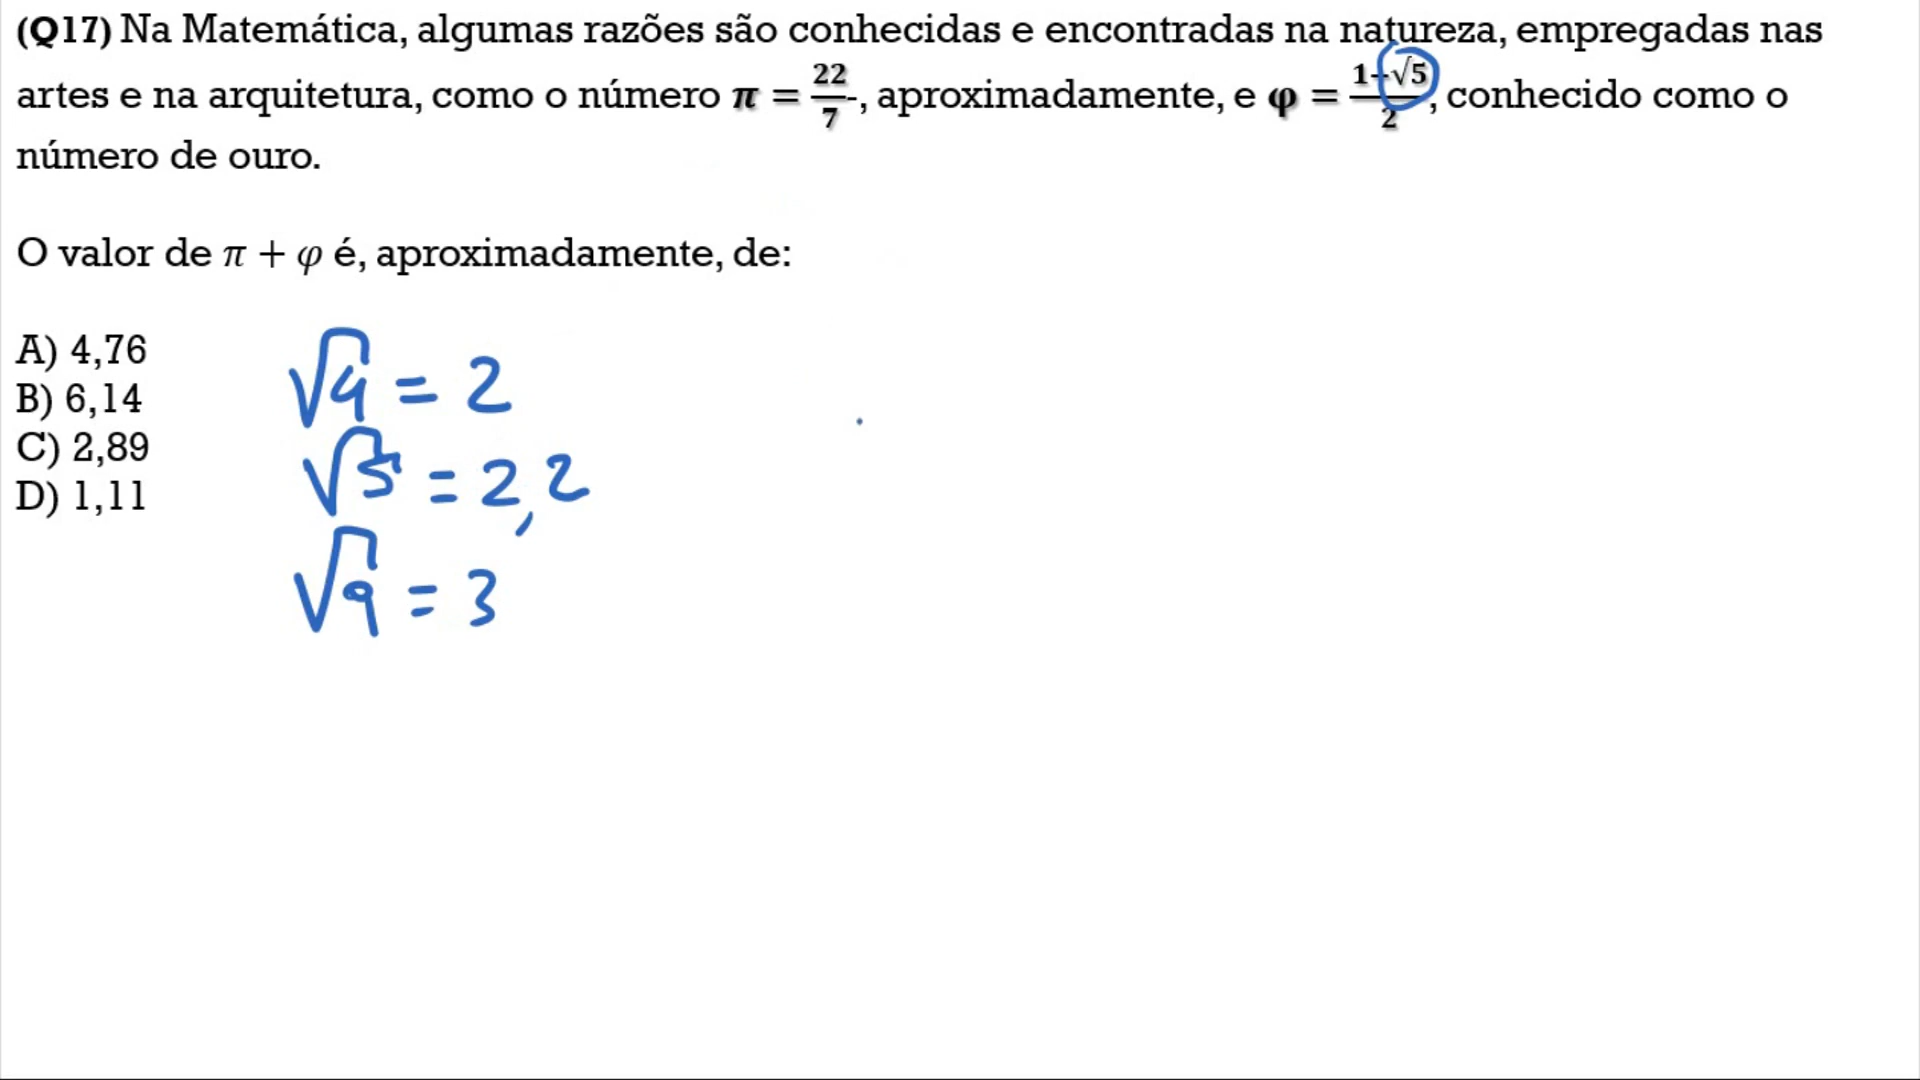 (Q17) Na Matemática, algumas razões são conhecidas e encontradas na natureza, empregadas nas
artes e na arquitetura, como o número π = 22/7, aproximadamente, e φ = 1+√5/2, conhecido como o
número de ouro.
O valor de π + φ é, aproximadamente, de:
A) 4,76
B) 6,14
C) 2,89
D) 1,11
√4 = 2
√5 = 2,2
√9 = 3